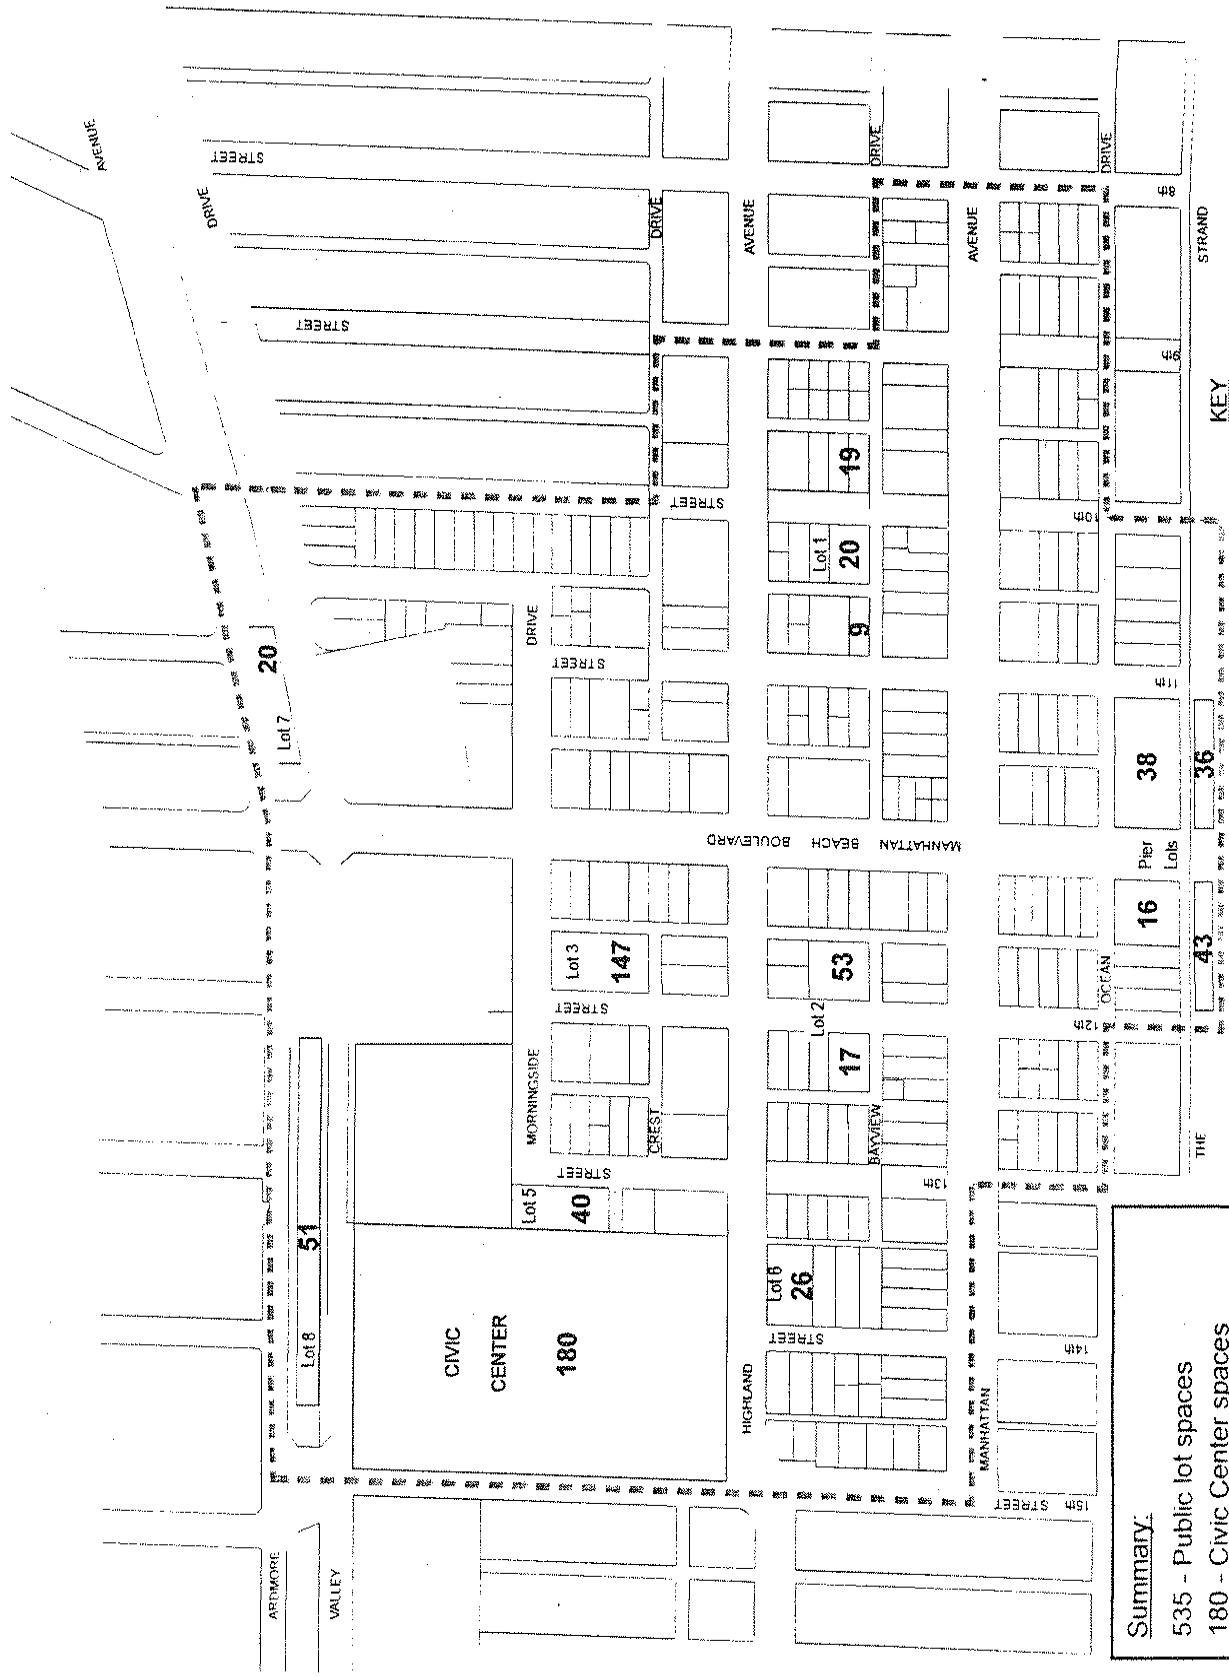 AVENUE
DRIVE
STREET
Lot 7
20
ARDMORE
Lot 8 51
STREET
VALLEY
CIVIC
CENTER
180
Lot 5
40
MORNINGSIDE DRIVE
Lot 3
147
STREET
STREET
STREET
CREST DRIVE
STREET
HIGHLAND AVENUE
Lot 6
26
STREET
Lot 2
17
53
MANHATTAN BEACH BOULEVARD
Lot 1
20
9
19
BAYVIEW DRIVE
13th
MANHATTAN AVENUE
15th STREET
14th
12th
OCEAN DRIVE
10th
Pier
Lots
16
38
11th
9th
8th
THE STRAND
43
36
KEY
Summary:
535 - Public lot spaces
180 - Civic Center spaces